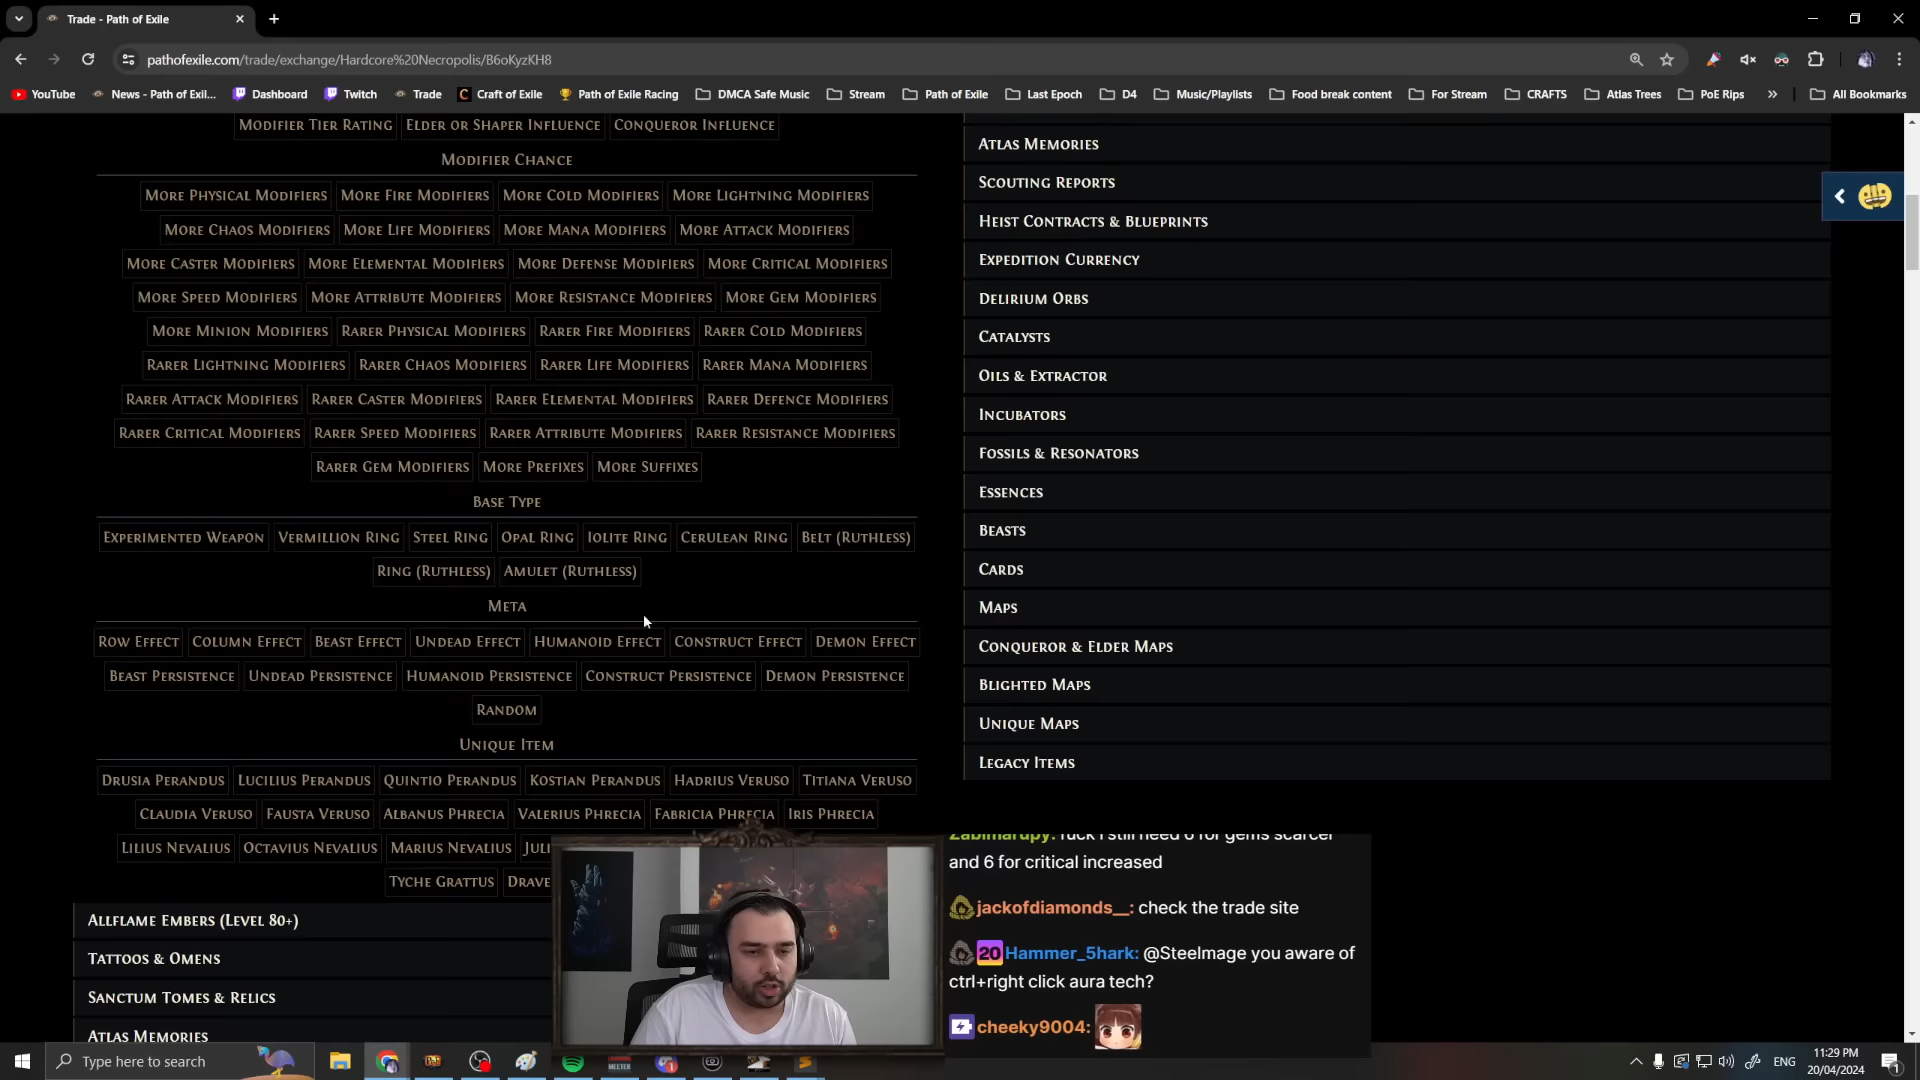 Trade - Path of Exile
pathofexile.com/trade/exchange/Hardcore%20Necropolis/B6oKyzKH8
YouTube News - Path of Exil... Dashboard Twitch Trade Craft of Exile Path of Exile Racing DMCA Safe Music Stream Path of Exile Last Epoch D4 Music/Playlists Food break content For Stream CRAFTS Atlas Trees PoE Rips » All Bookmarks
Modifier Tier Rating Elder or Shaper Influence Conqueror Influence
Modifier Chance
More Physical Modifiers More Fire Modifiers More Cold Modifiers More Lightning Modifiers
More Chaos Modifiers More Life Modifiers More Mana Modifiers More Attack Modifiers
More Caster Modifiers More Elemental Modifiers More Defense Modifiers More Critical Modifiers
More Speed Modifiers More Attribute Modifiers More Resistance Modifiers More Gem Modifiers
More Minion Modifiers Rarer Physical Modifiers Rarer Fire Modifiers Rarer Cold Modifiers
Rarer Lightning Modifiers Rarer Chaos Modifiers Rarer Life Modifiers Rarer Mana Modifiers
Rarer Attack Modifiers Rarer Caster Modifiers Rarer Elemental Modifiers Rarer Defence Modifiers
Rarer Critical Modifiers Rarer Speed Modifiers Rarer Attribute Modifiers Rarer Resistance Modifiers
Rarer Gem Modifiers More Prefixes More Suffixes
Base Type
Experimented Weapon Vermillion Ring Steel Ring Opal Ring Iolite Ring Cerulean Ring Belt (Ruthless)
Ring (Ruthless) Amulet (Ruthless)
Meta
Row Effect Column Effect Beast Effect Undead Effect Humanoid Effect Construct Effect Demon Effect
Beast Persistence Undead Persistence Humanoid Persistence Construct Persistence Demon Persistence
Random
Unique Item
Drusia Perandus Lucilius Perandus Quintio Perandus Kostian Perandus Hadrius Veruso Titiana Veruso
Claudia Veruso Fausta Veruso Albanus Phrecia Valerius Phrecia Fabricia Phrecia Iris Phrecia
Lilius Nevalius Octavius Nevalius Marius Nevalius
Tyche Grattus
Allflame Embers (Level 80+)
Tattoos & Omens
Sanctum Tomes & Relics
Atlas Memories
Atlas Memories
Scouting Reports
Heist Contracts & Blueprints
Expedition Currency
Delirium Orbs
Catalysts
Oils & Extractor
Incubators
Fossils & Resonators
Essences
Beasts
Cards
Maps
Conqueror & Elder Maps
Blighted Maps
Unique Maps
Legacy Items
Zabimarupy: fuck i still need 6 for gems scarcer
and 6 for critical increased
jackofdiamonds__: check the trade site
20 Hammer_5hark: @Steelmage you aware of
ctrl+right click aura tech?
cheeky9004:
Type here to search
ENG
11:29 PM
20/04/2024
1